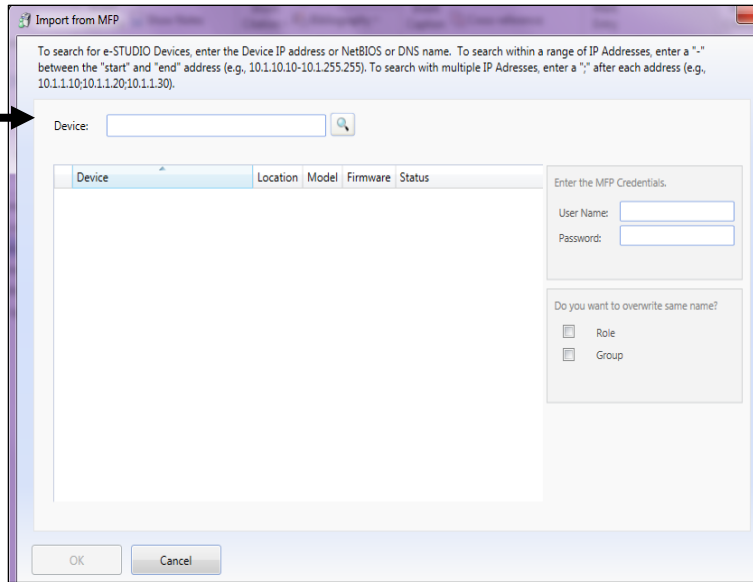 Import from MFP
To search for e-STUDIO Devices, enter the Device IP address or NetBIOS or DNS name. To search within a range of IP Addresses, enter a "-"
between the "start" and "end" address (e.g., 10.1.10.10-10.1.255.255). To search with multiple IP Adresses, enter a ";" after each address (e.g.,
10.1.1.10;10.1.1.20;10.1.1.30).
Device:
Device Location Model Firmware Status
Enter the MFP Credentials.
User Name:
Password:
Do you want to overwrite same name?
Role
Group
OK Cancel